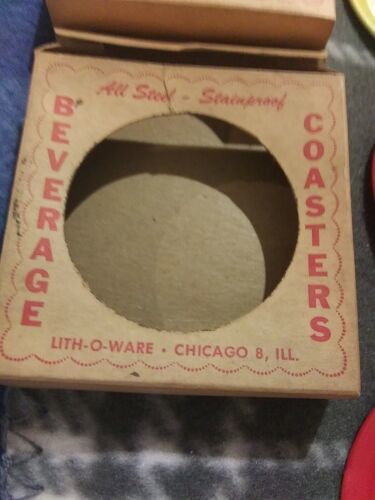 All Steel - Stainproof
BEVERAGE
COASTERS
LITH-O-WARE • CHICAGO 8, ILL.